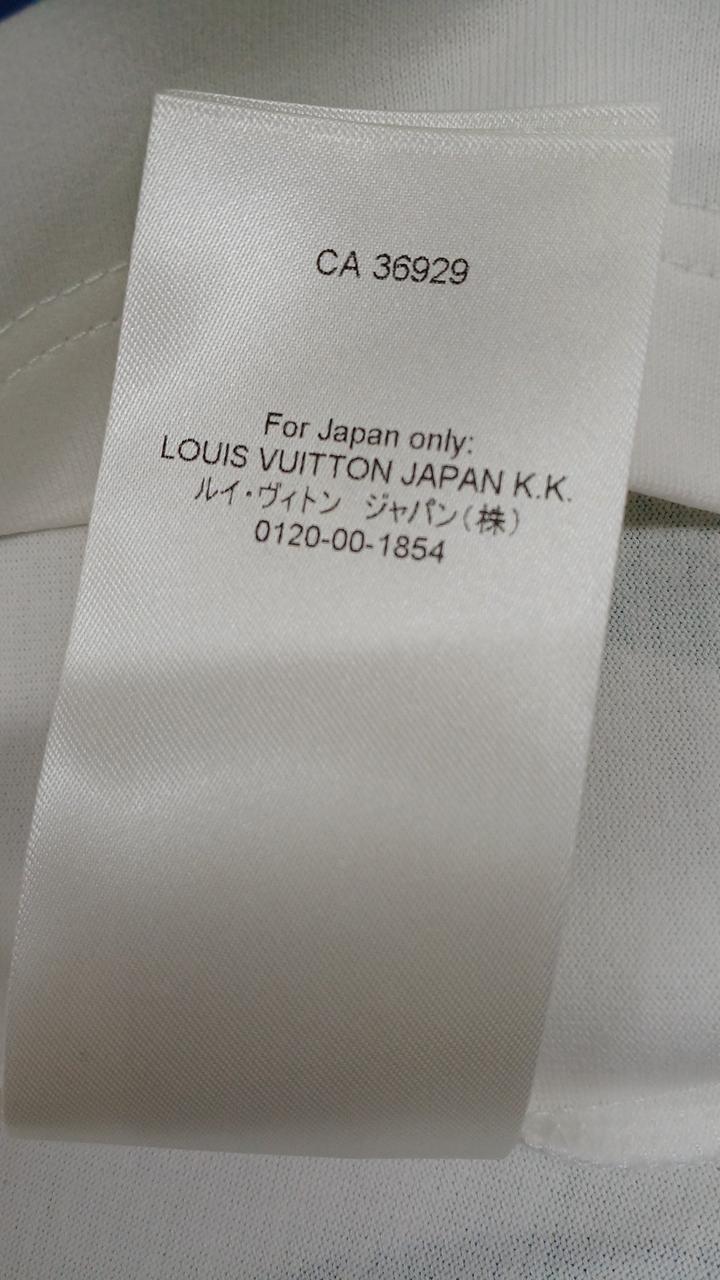 CA 36929
For Japan only:
LOUIS VUITTON JAPAN K.K.
ルイ・ヴィトン ジャパン(株)
0120-00-1854